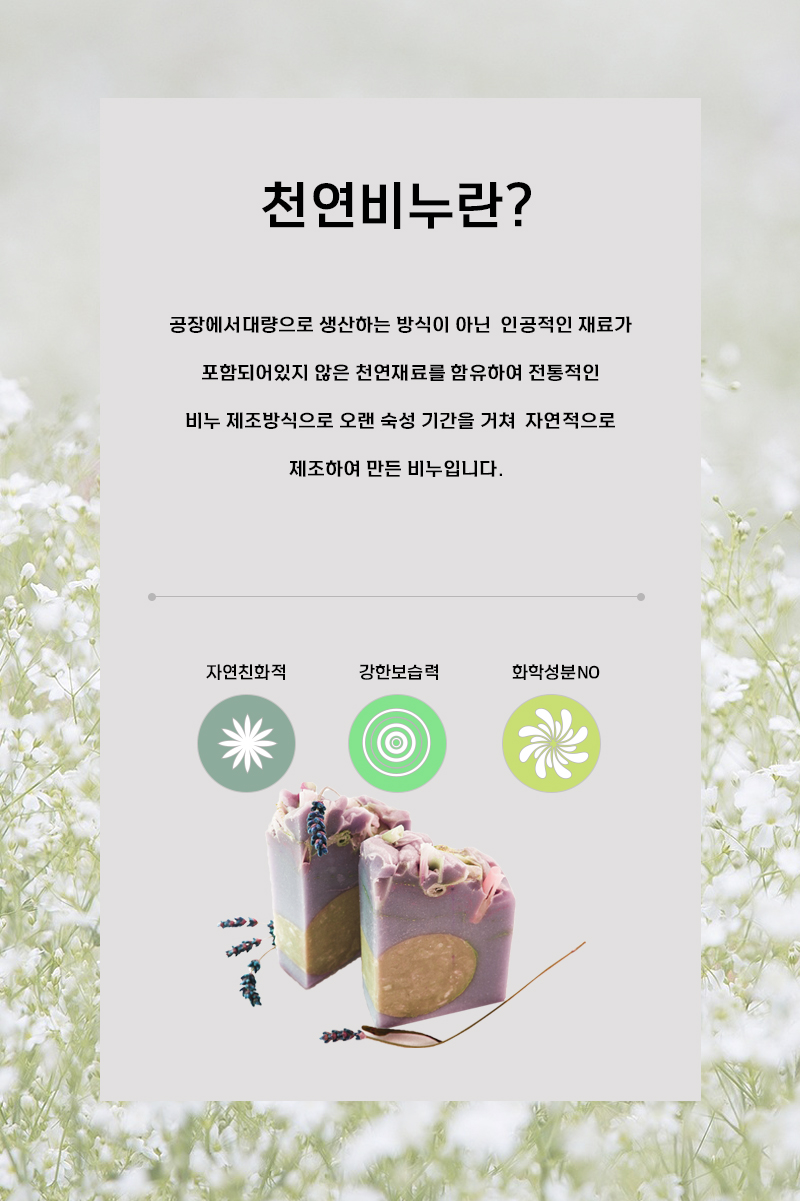 천연비누란?
공장에서대량으로 생산하는 방식이 아닌 인공적인 재료가
포함되어있지 않은 천연재료를 함유하여 전통적인
비누 제조방식으로 오랜 숙성 기간을 거쳐 자연적으로
제조하여 만든 비누입니다.
자연친화적 강한보습력 화학성분NO